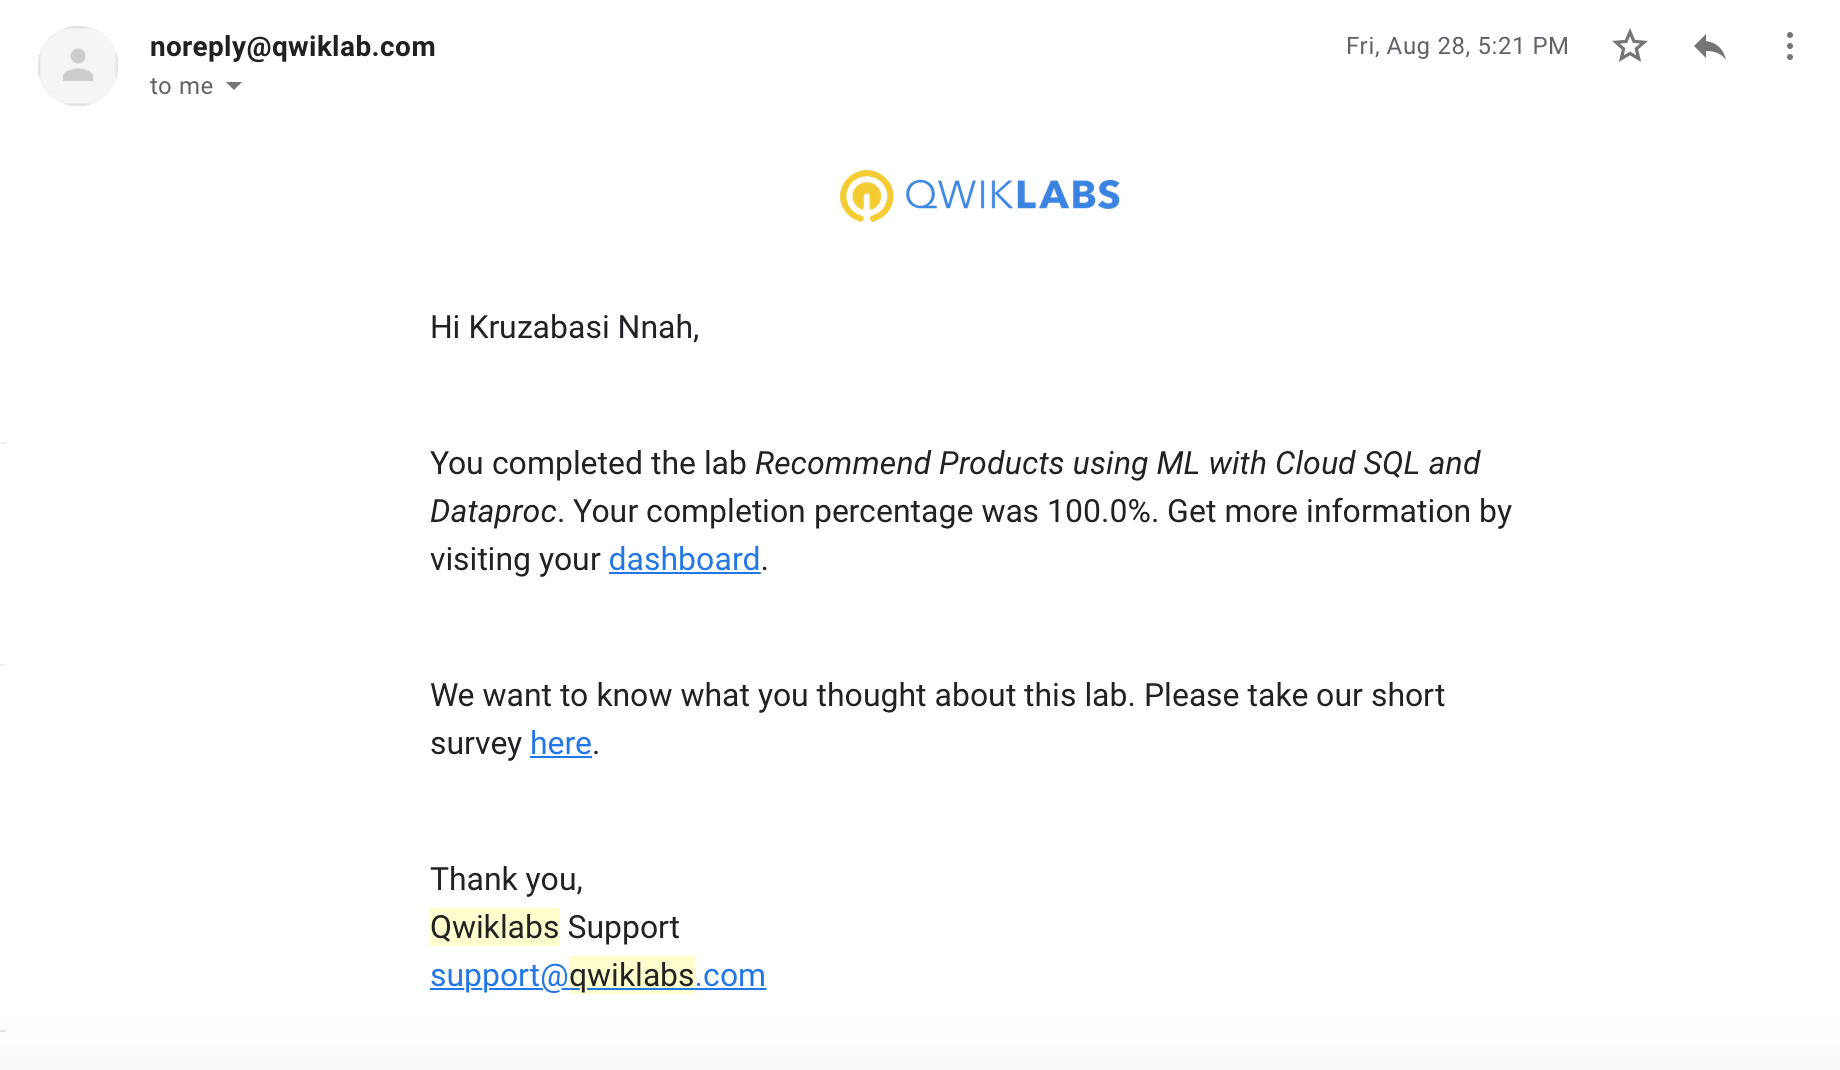 noreply@qwiklab.com
Fri, Aug 28, 5:21 PM
to me
QWIKLABS
Hi Kruzabasi Nnah,
You completed the lab Recommend Products using ML with Cloud SQL and
Dataproc. Your completion percentage was 100.0%. Get more information by
visiting your dashboard.
We want to know what you thought about this lab. Please take our short
survey here.
Thank you,
Qwiklabs Support
support@qwiklabs.com